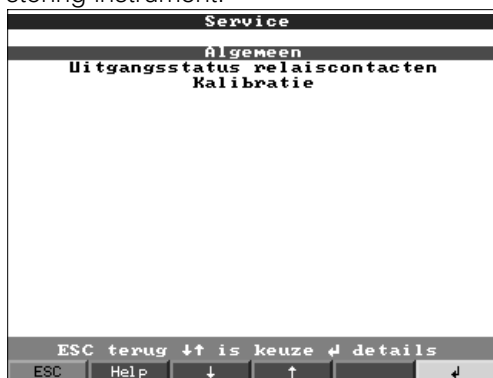 storing instrument.
Service
Algemeen
Uitgangsstatus relaiscontacten
Kalibratie
ESC terug ↓↑ is keuze ↲ details
ESC Help ↓ ↑ ↲